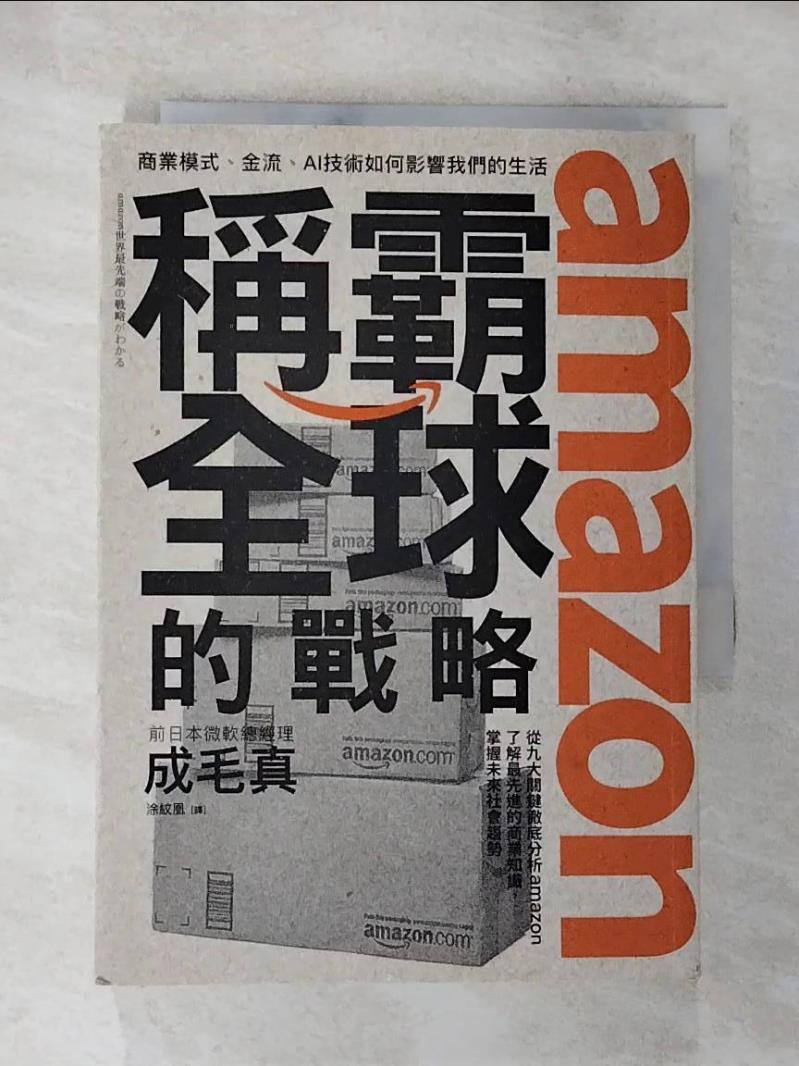 商業模式、金流、AI技術如何影響我們的生活
amazon
amazon世界最先端の戦略がわかる
稱霸
全球
的戰略
前日本微軟總經理
成毛真
涂紋凰[譯]
從九大關鍵徹底分析amazon
了解最先進的商業知識，
掌握未來社會趨勢
amazon.com
amazon.com
amazon.com
amazon.com
amazon.com